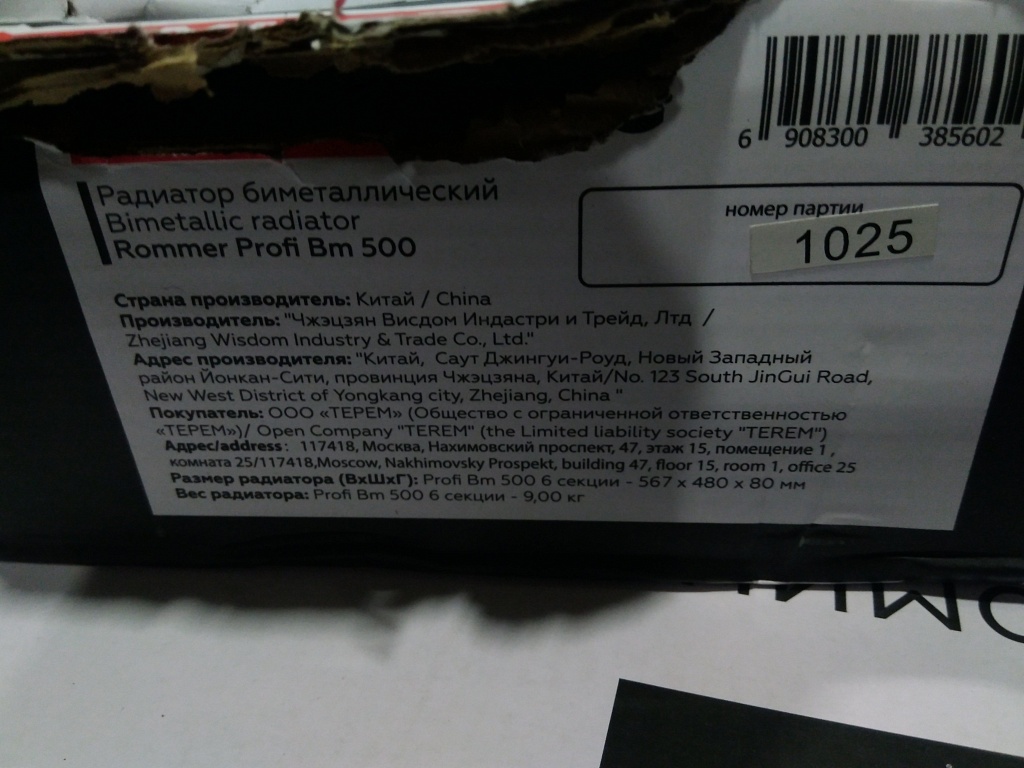 6 908300 385602
Радиатор биметаллический
Bimetallic radiator
Rommer Profi Bm 500
номер партии
1025
Страна производитель: Китай / China
Производитель: "Чжэцзян Висдом Индастри и Трейд, Лтд /
Zhejiang Wisdom Industry & Trade Co., Ltd."
Адрес производителя: "Китай, Саут Джингуи-Роуд, Новый Западный
район Йонкан-Сити, провинция Чжэцзяна, Китай/No. 123 South JinGui Road,
New West District of Yongkang city, Zhejiang, China "
Покупатель: ООО «ТЕРЕМ» (Общество с ограниченной ответственностью
«ТЕРЕМ»)/ Open Company "TEREM" (the Limited liability society "TEREM")
Адрес/address: 117418, Москва, Нахимовский проспект, 47, этаж 15, помещение 1 ,
комната 25/117418,Moscow, Nakhimovsky Prospekt, building 47, floor 15, room 1, office 25
Размер радиатора (ВхШхГ): Profi Bm 500 6 секции - 567 x 480 x 80 мм
Вес радиатора: Profi Bm 500 6 секции - 9,00 кг